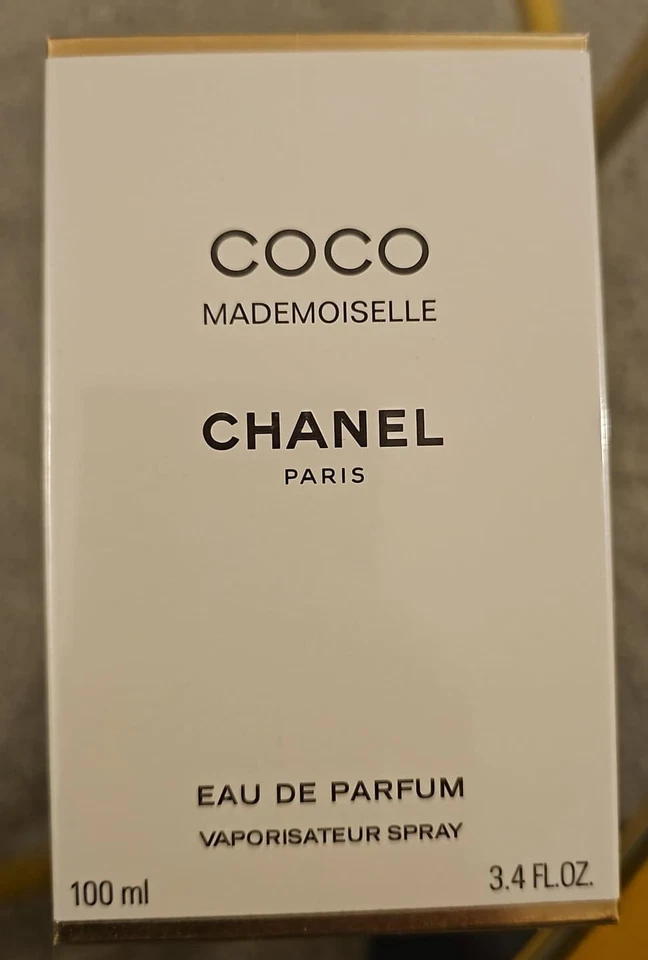 COCO
MADEMOISELLE
CHANEL
PARIS
EAU DE PARFUM
VAPORISATEUR SPRAY
100 ml 3.4 FL.OZ.